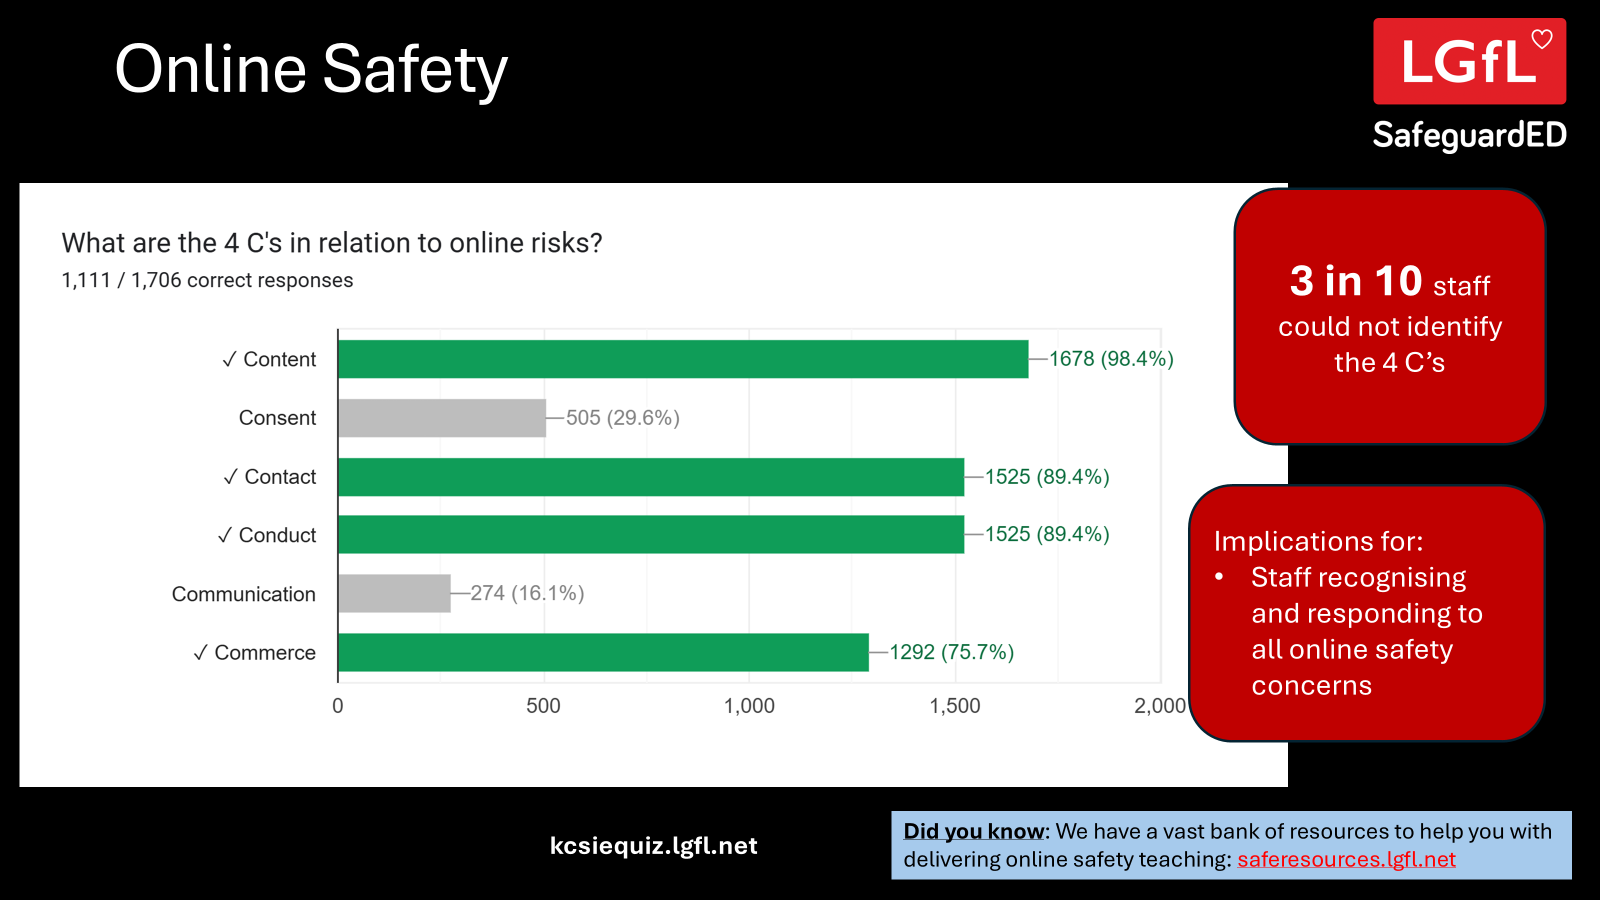 Online Safety
LGfL
SafeguardED
What are the 4 C's in relation to online risks?
1,111 / 1,706 correct responses
✓ Content
1678 (98.4%)
Consent
505 (29.6%)
✓ Contact
1525 (89.4%)
✓ Conduct
1525 (89.4%)
Communication
274 (16.1%)
✓ Commerce
1292 (75.7%)
0
500
1,000
1,500
2,000
3 in 10 staff
could not identify
the 4 C’s
Implications for:
• Staff recognising
and responding to
all online safety
concerns
kcsiequiz.lgfl.net
Did you know: We have a vast bank of resources to help you with
delivering online safety teaching: saferesources.lgfl.net